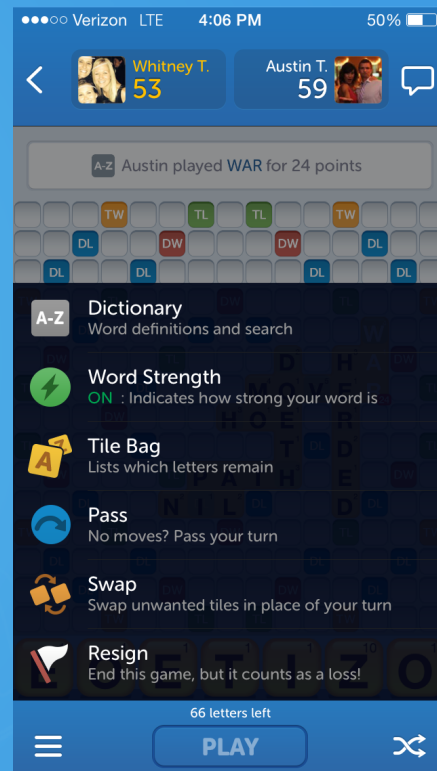 Verizon LTE 4:06 PM 50%
Whitney T. Austin T.
53 59
A-Z Austin played WAR for 24 points
TW TL TL TW
DL DW DW DL
DL DL DL DL
Dictionary
A-Z
Word definitions and search
Word Strength
ON : Indicates how strong your word is
Tile Bag
A Z
Lists which letters remain
Pass
No moves? Pass your turn
Swap
Swap unwanted tiles in place of your turn
Resign
End this game, but it counts as a loss!
E T I Z O
66 letters left
PLAY